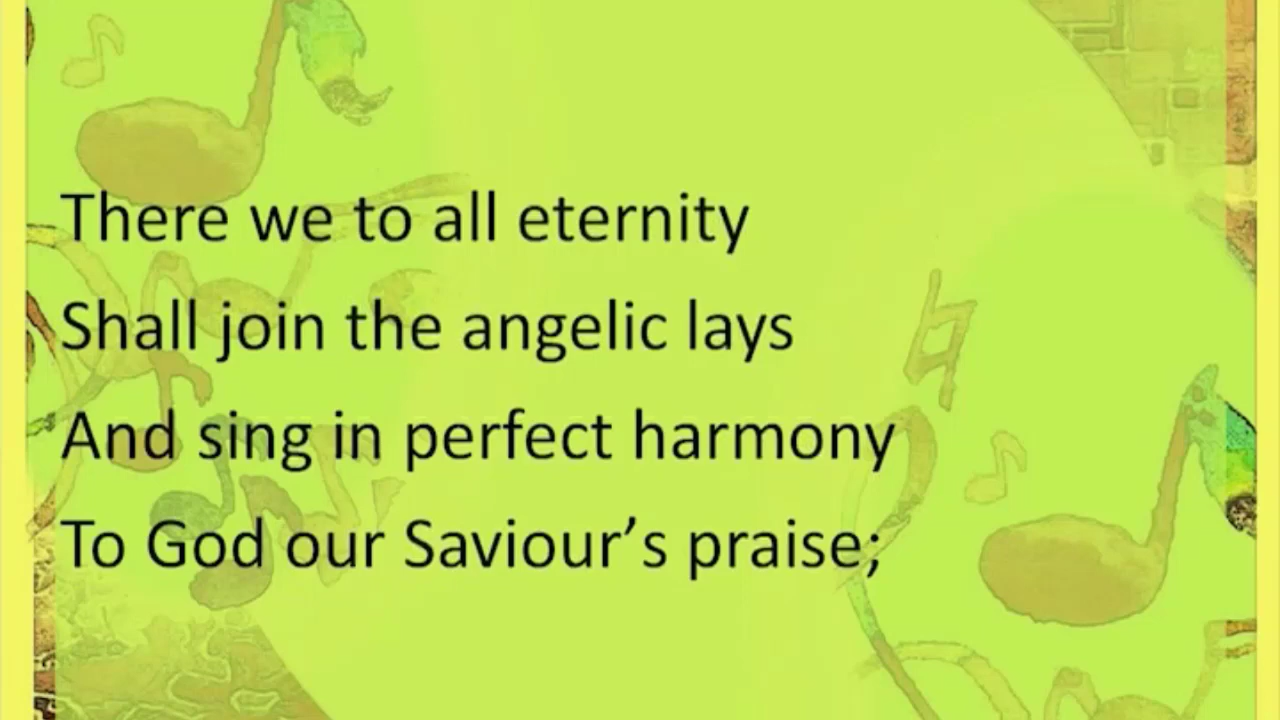 There we to all eternity
Shall join the angelic lays
And sing in perfect harmony
To God our Saviour’s praise;